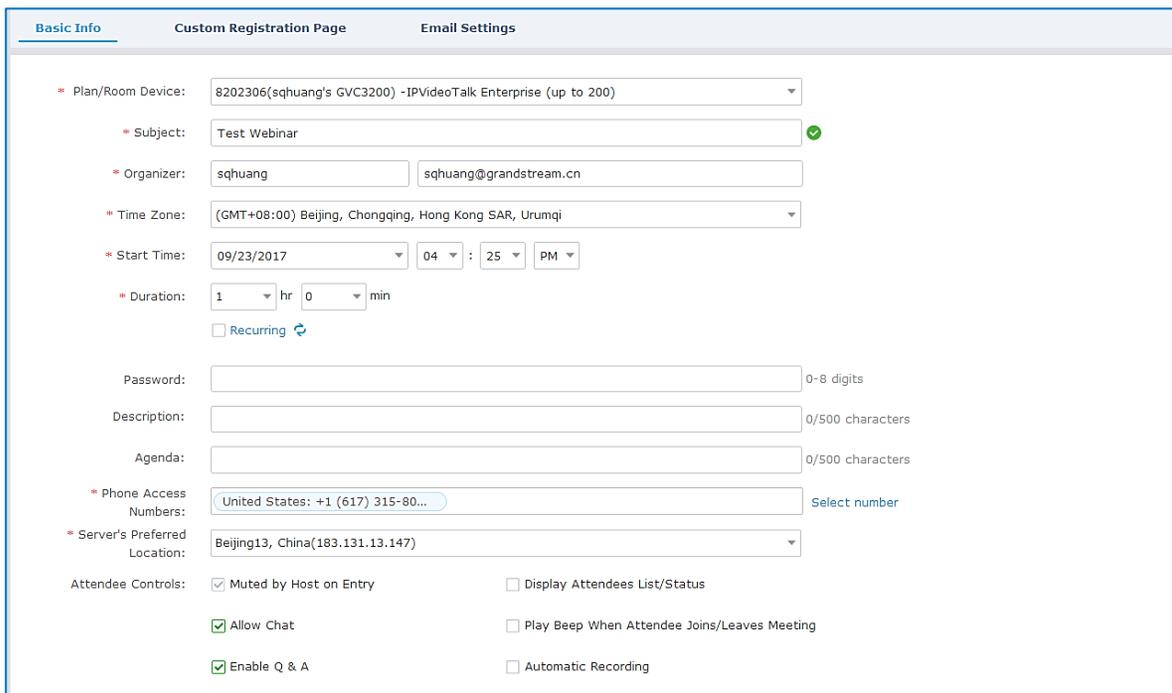 Basic Info Custom Registration Page Email Settings
* Plan/Room Device: 8202306(sqhuang's GVC3200) -IPVideoTalk Enterprise (up to 200)
* Subject: Test Webinar
* Organizer: sqhuang sqhuang@grandstream.cn
* Time Zone: (GMT+08:00) Beijing, Chongqing, Hong Kong SAR, Urumqi
* Start Time: 09/23/2017 04 : 25 PM
* Duration: 1 hr 0 min
Recurring
Password: 0-8 digits
Description: 0/500 characters
Agenda: 0/500 characters
* Phone Access
Numbers: United States: +1 (617) 315-80... Select number
* Server's Preferred
Location: Beijing13, China(183.131.13.147)
Attendee Controls: Muted by Host on Entry Display Attendees List/Status
Allow Chat Play Beep When Attendee Joins/Leaves Meeting
Enable Q & A Automatic Recording